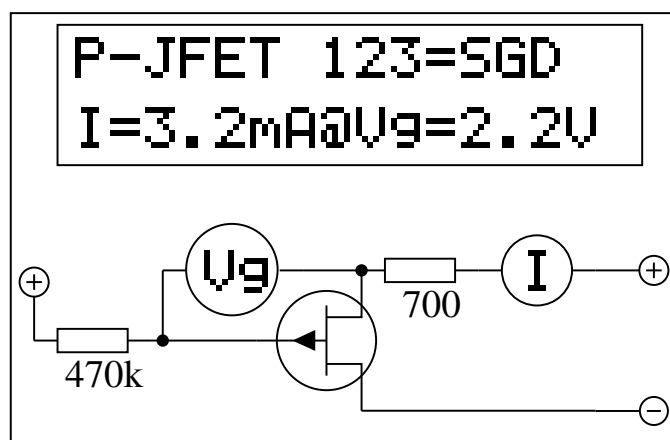 P-JFET 123=SGD
I=3.2mA@Vg=2.2V
Vg
I
+
+
700
470k
−